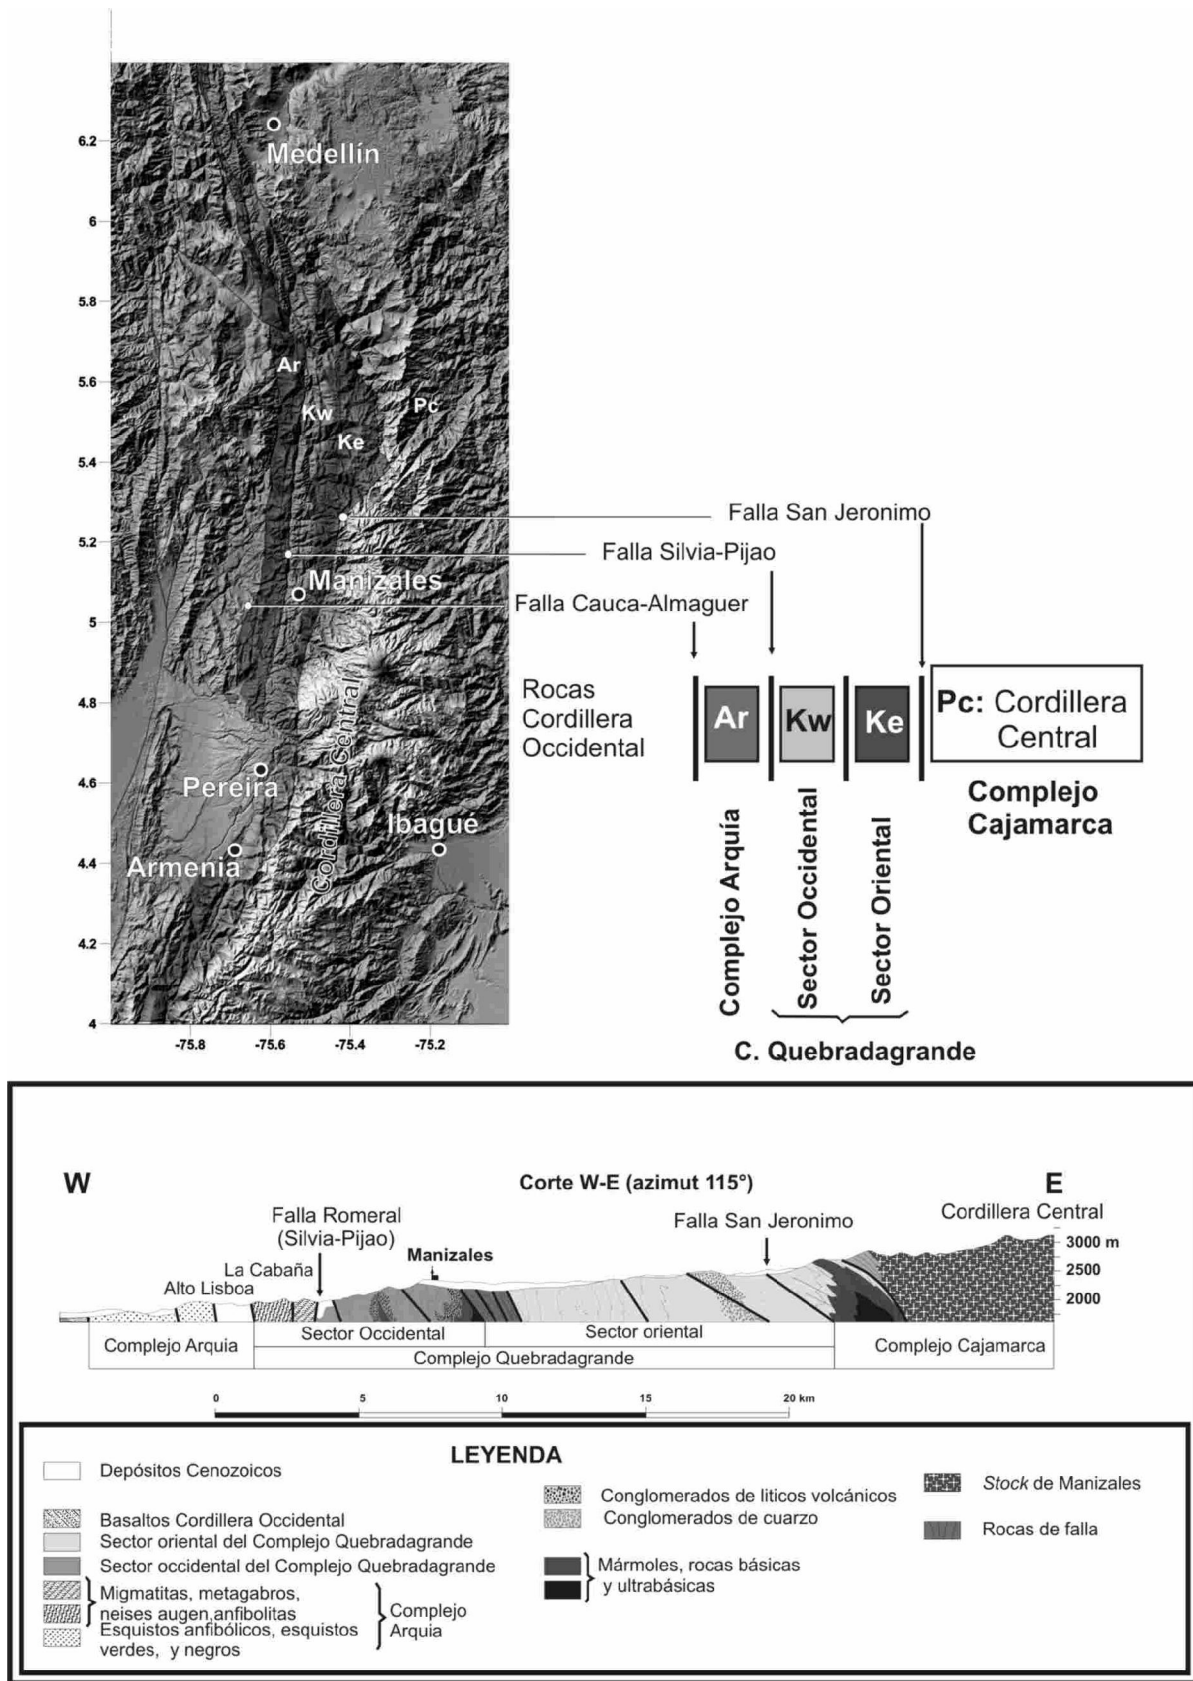 6.2
6
5.8
5.6
5.4
5.2
5
4.8
4.6
4.4
4.2
4
-75.8
-75.6
-75.4
-75.2
Medellín
Ar
Kw
Ke
Pc
Manizales
Cordillera Central
Pereira
Armenia
Ibagué
Falla San Jeronimo
Falla Silvia-Pijao
Falla Cauca-Almaguer
Rocas
Cordillera
Occidental
Ar
Kw
Ke
Pc: Cordillera
Central
Complejo
Cajamarca
Complejo Arquía
Sector Occidental
Sector Oriental
C. Quebradagrande
W
Corte W-E (azimut 115°)
E
Falla Romeral
(Silvia-Pijao)
Falla San Jeronimo
Cordillera Central
Manizales
La Cabaña
Alto Lisboa
3000 m
2500
2000
Complejo Arquia
Sector Occidental
Sector oriental
Complejo Quebradagrande
Complejo Cajamarca
0
5
10
15
20 km
LEYENDA
Depósitos Cenozoicos
Basaltos Cordillera Occidental
Sector oriental del Complejo Quebradagrande
Sector occidental del Complejo Quebradagrande
Migmatitas, metagabros,
neises augen,anfibolitas
Esquistos anfibólicos, esquistos
verdes, y negros
Complejo
Arquia
Conglomerados de liticos volcánicos
Conglomerados de cuarzo
Mármoles, rocas básicas
y ultrabásicas
Stock de Manizales
Rocas de falla